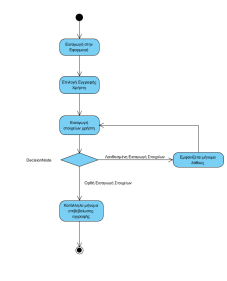 Εισαγωγή στην
Εφαρμογή
Επιλογή Εγγραφής
Χρήστη
Εισαγωγή
στοιχείων χρήστη
DecisionNode
Λανθασμένη Εισαγωγή Στοιχείων
Εμφανίζεται μήνυμα
λάθους
Ορθή Εισαγωγή Στοιχείων
Κατάλληλο μήνυμα
επιβεβαίωσης
εγγραφής